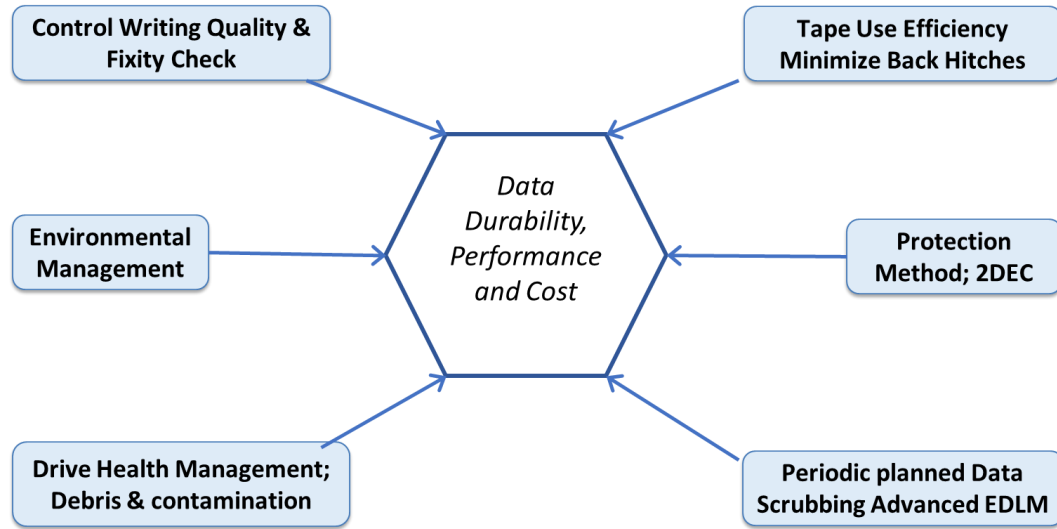 Control Writing Quality &
Fixity Check
Tape Use Efficiency
Minimize Back Hitches
Data
Durability,
Performance
and Cost
Environmental
Management
Protection
Method; 2DEC
Drive Health Management;
Debris & contamination
Periodic planned Data
Scrubbing Advanced EDLM